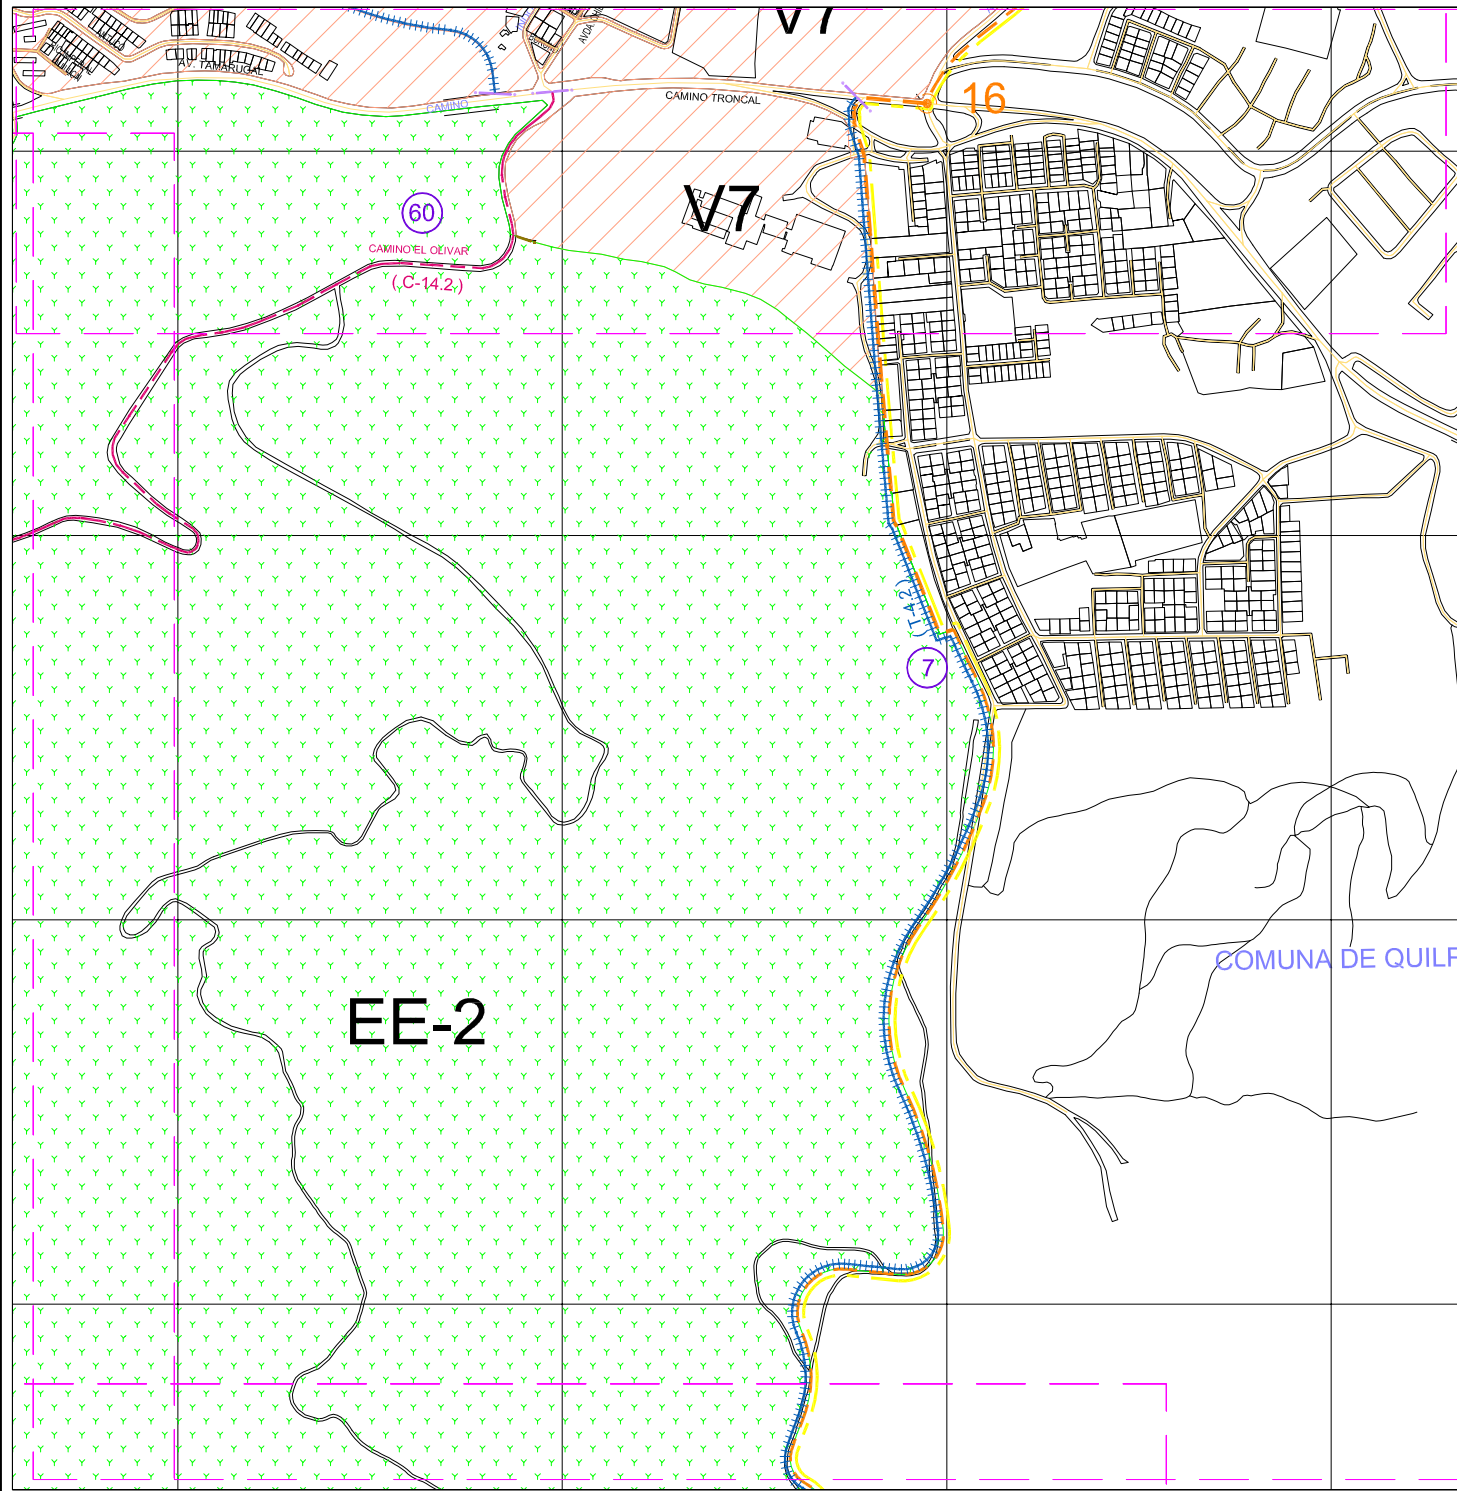 V7
AV. TAMARUGAL
CAMINO
CAMINO TRONCAL
16
V7
60
CAMINO EL OLIVAR
( C-14.2 )
( T-4.2 )
7
COMUNA DE QUILP
EE-2